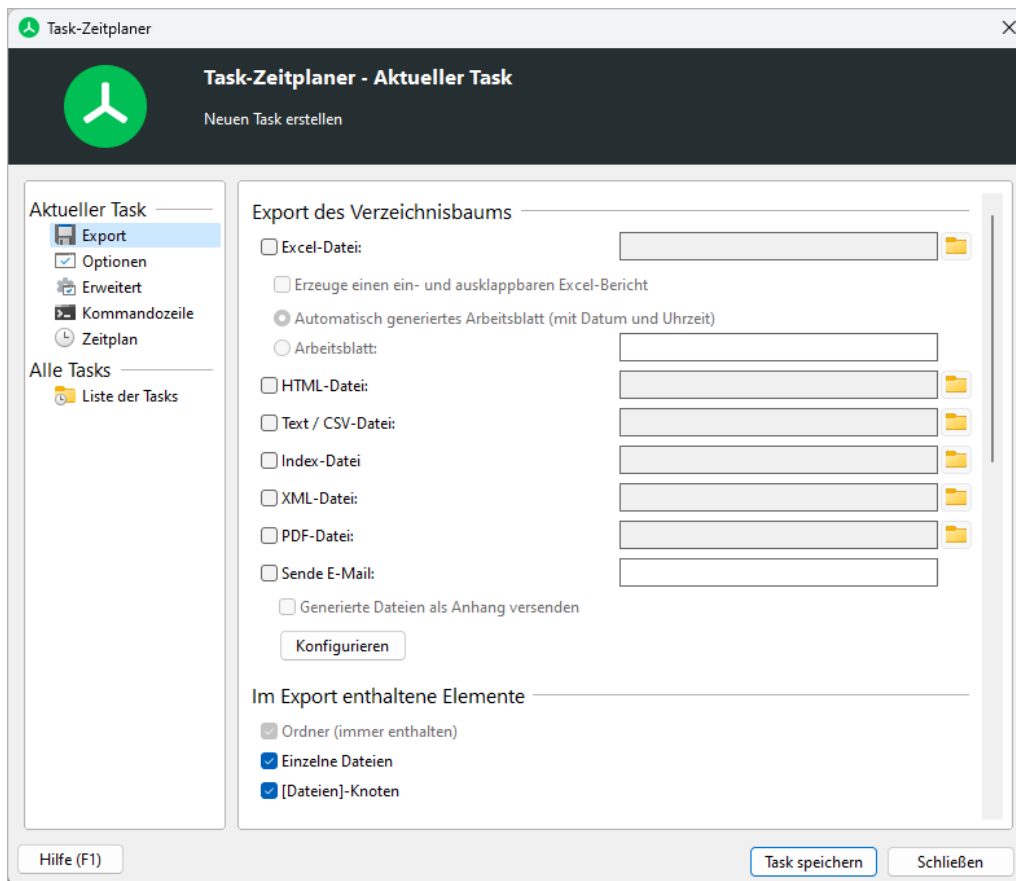 Task-Zeitplaner
Task-Zeitplaner - Aktueller Task
Neuen Task erstellen
Aktueller Task
Export
Optionen
Erweitert
Kommandozeile
Zeitplan
Alle Tasks
Liste der Tasks
Export des Verzeichnisbaums
Excel-Datei:
Erzeuge einen ein- und ausklappbaren Excel-Bericht
Automatisch generiertes Arbeitsblatt (mit Datum und Uhrzeit)
Arbeitsblatt:
HTML-Datei:
Text / CSV-Datei:
Index-Datei
XML-Datei:
PDF-Datei:
Sende E-Mail:
Generierte Dateien als Anhang versenden
Konfigurieren
Im Export enthaltene Elemente
Ordner (immer enthalten)
Einzelne Dateien
[Dateien]-Knoten
Hilfe (F1)
Task speichern
Schließen